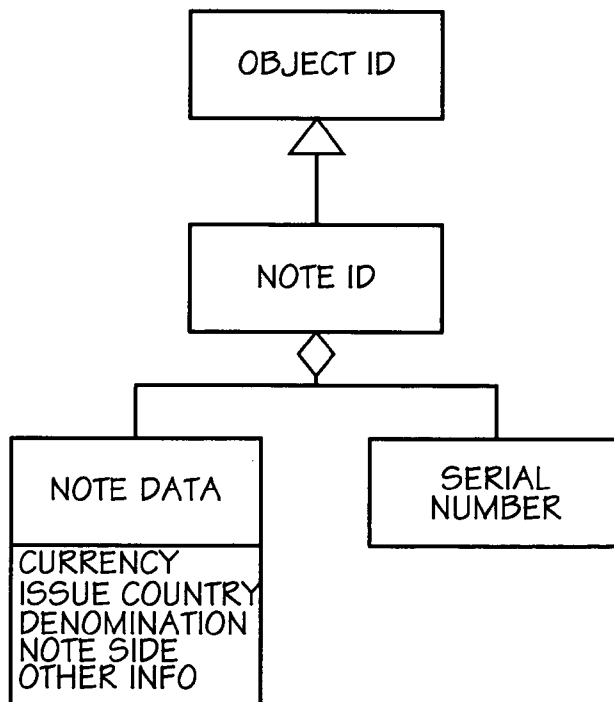 OBJECT ID
NOTE ID
NOTE DATA
SERIAL
NUMBER
CURRENCY
ISSUE COUNTRY
DENOMINATION
NOTE SIDE
OTHER INFO